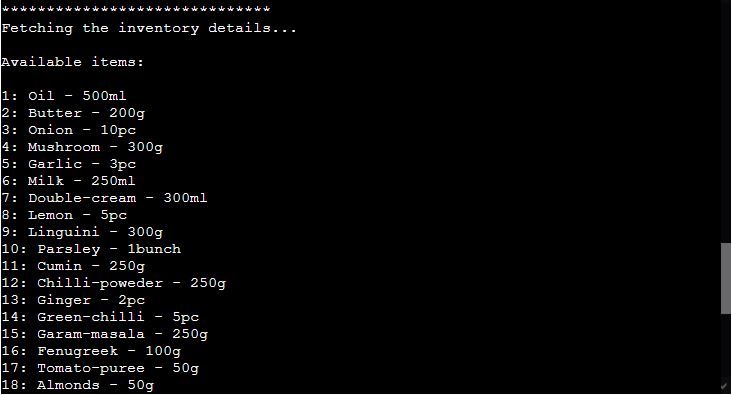 ******************************
Fetching the inventory details...
Available items:
1: Oil - 500ml
2: Butter - 200g
3: Onion - 10pc
4: Mushroom - 300g
5: Garlic - 3pc
6: Milk - 250ml
7: Double-cream - 300ml
8: Lemon - 5pc
9: Linguini - 300g
10: Parsley - 1bunch
11: Cumin - 250g
12: Chilli-poweder - 250g
13: Ginger - 2pc
14: Green-chilli - 5pc
15: Garam-masala - 250g
16: Fenugreek - 100g
17: Tomato-puree - 50g
18: Almonds - 50g